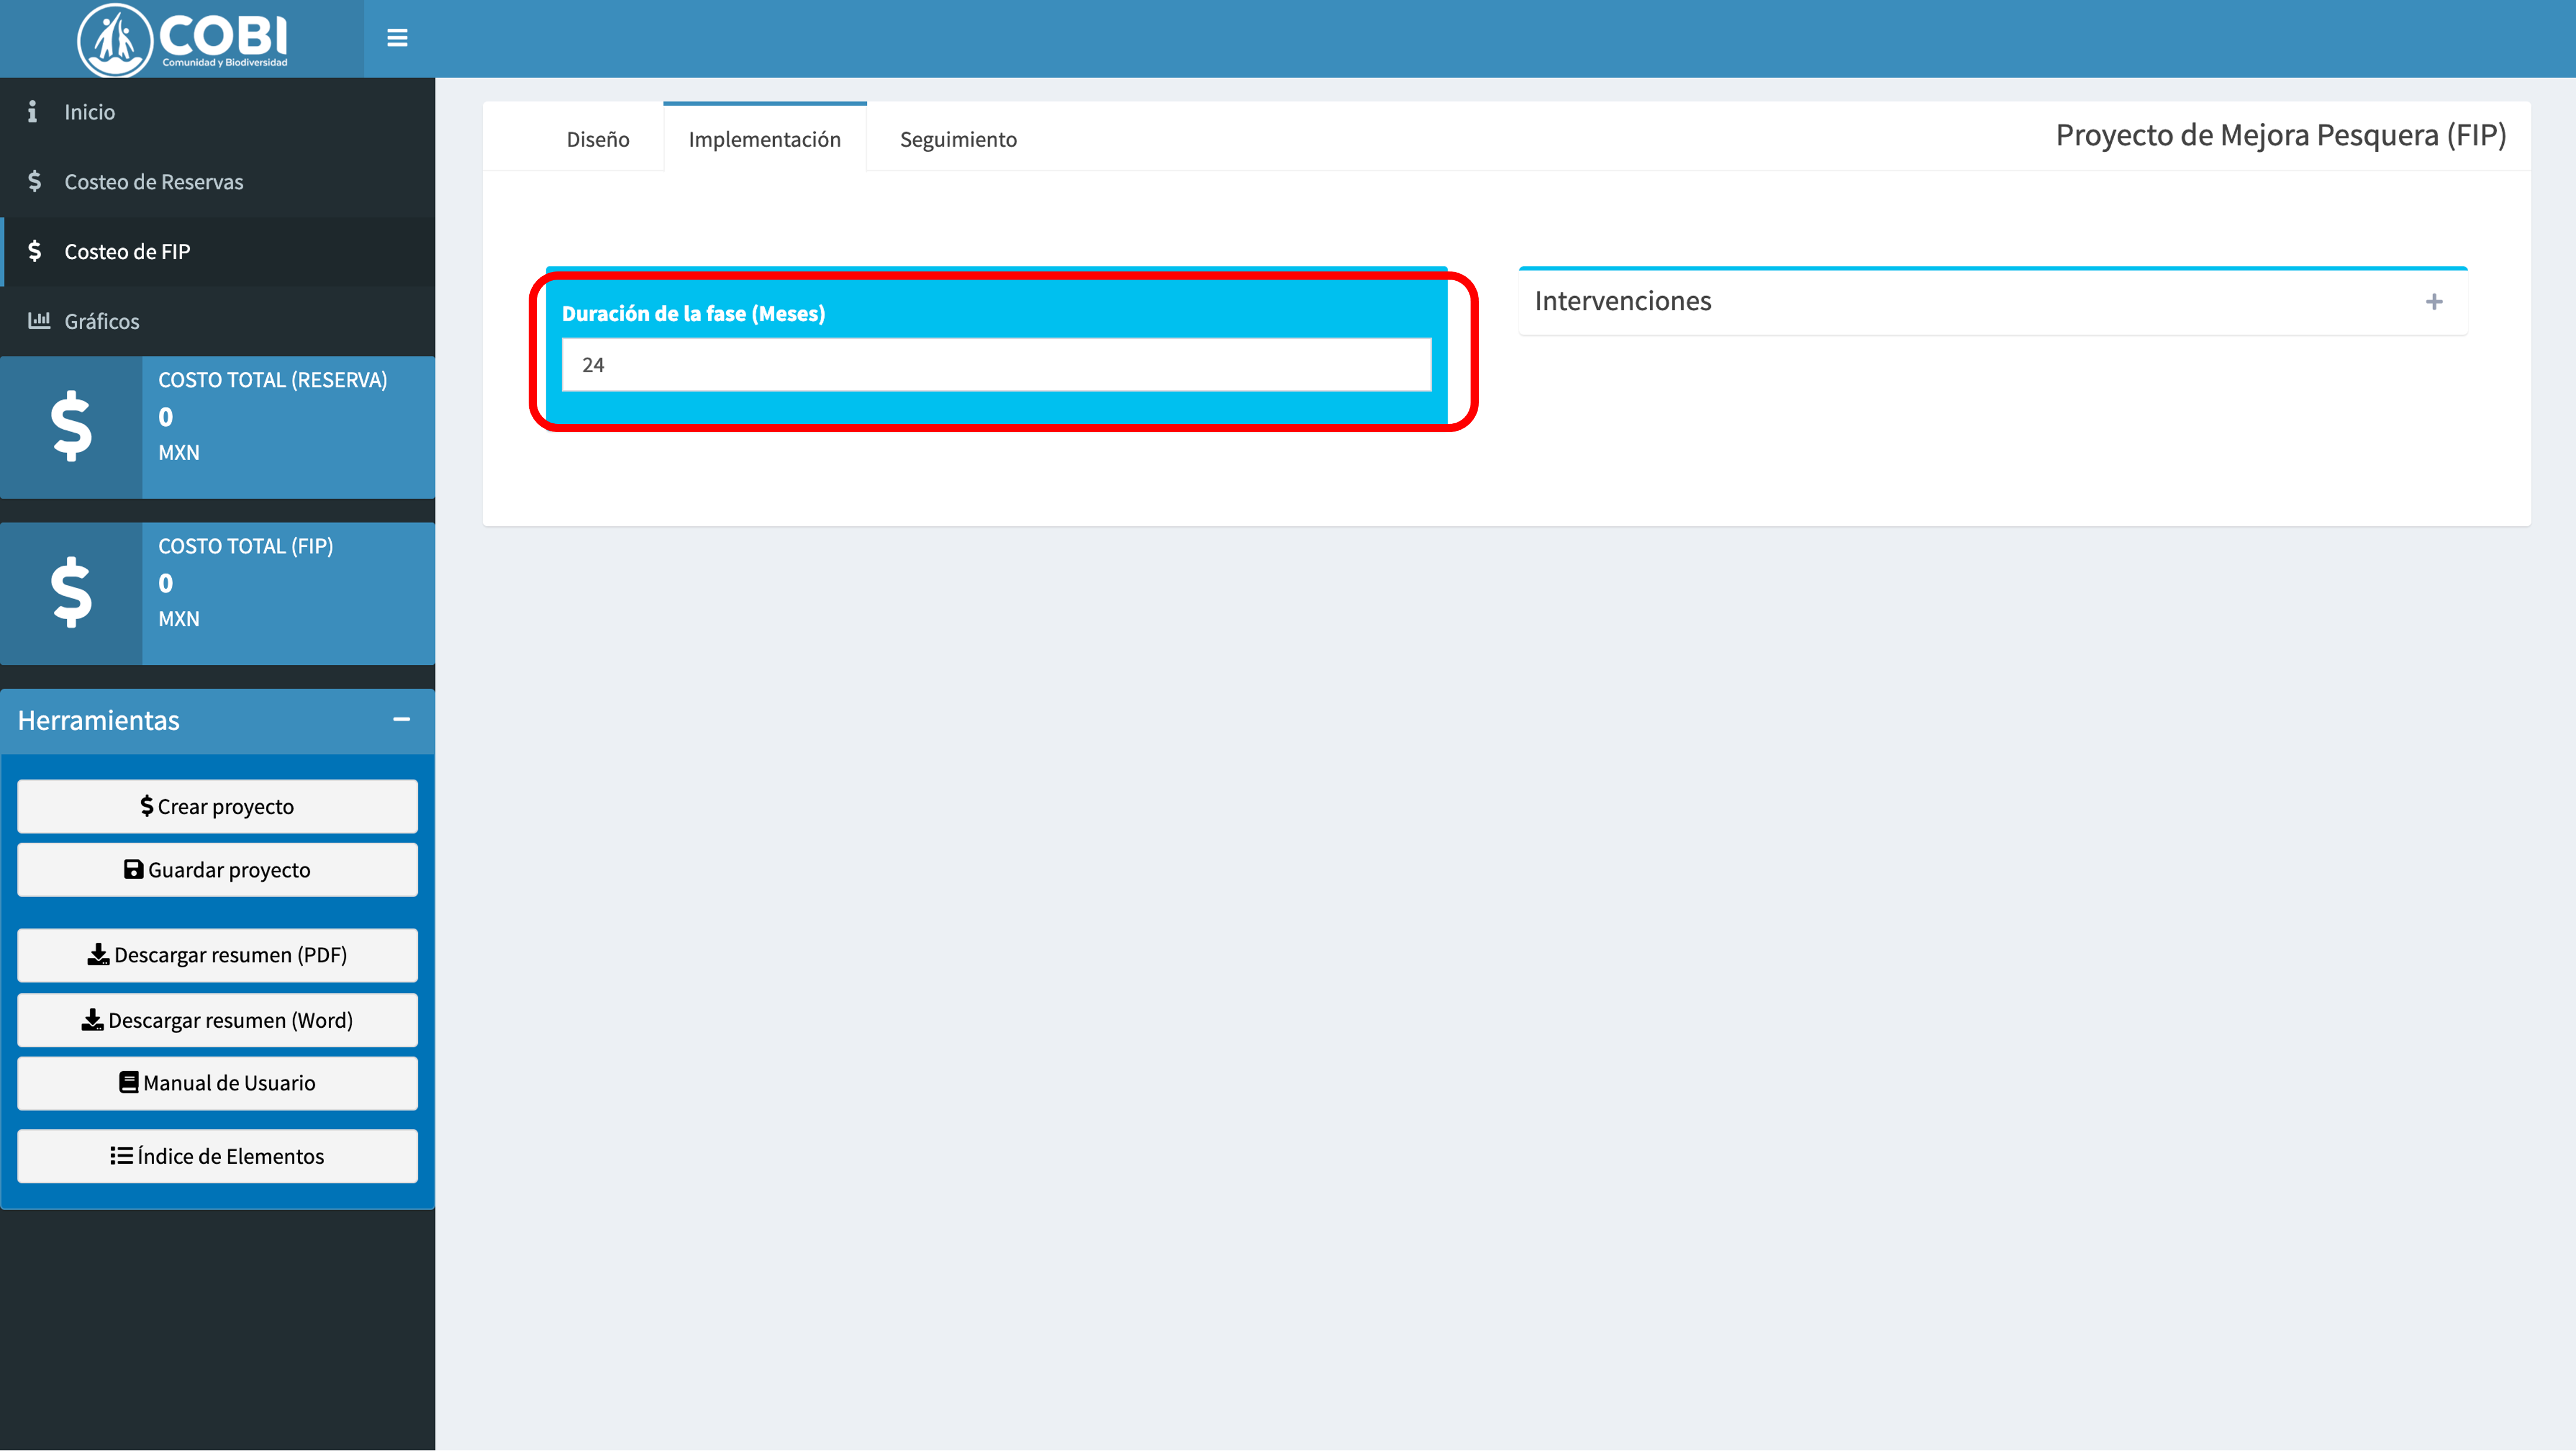 COBI
Comunidad y Biodiversidad
Inicio
Costeo de Reservas
Costeo de FIP
Gráficos
COSTO TOTAL (RESERVA)
0
MXN
COSTO TOTAL (FIP)
0
MXN
Herramientas
Crear proyecto
Guardar proyecto
Descargar resumen (PDF)
Descargar resumen (Word)
Manual de Usuario
Índice de Elementos
Diseño
Implementación
Seguimiento
Proyecto de Mejora Pesquera (FIP)
Duración de la fase (Meses)
24
Intervenciones